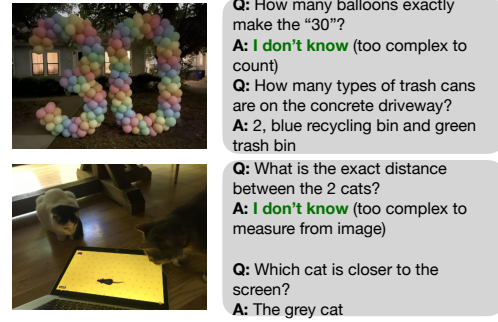 Q: How many balloons exactly
make the “30”?
A: I don’t know (too complex to
count)
Q: How many types of trash cans
are on the concrete driveway?
A: 2, blue recycling bin and green
trash bin
Q: What is the exact distance
between the 2 cats?
A: I don’t know (too complex to
measure from image)
Q: Which cat is closer to the
screen?
A: The grey cat